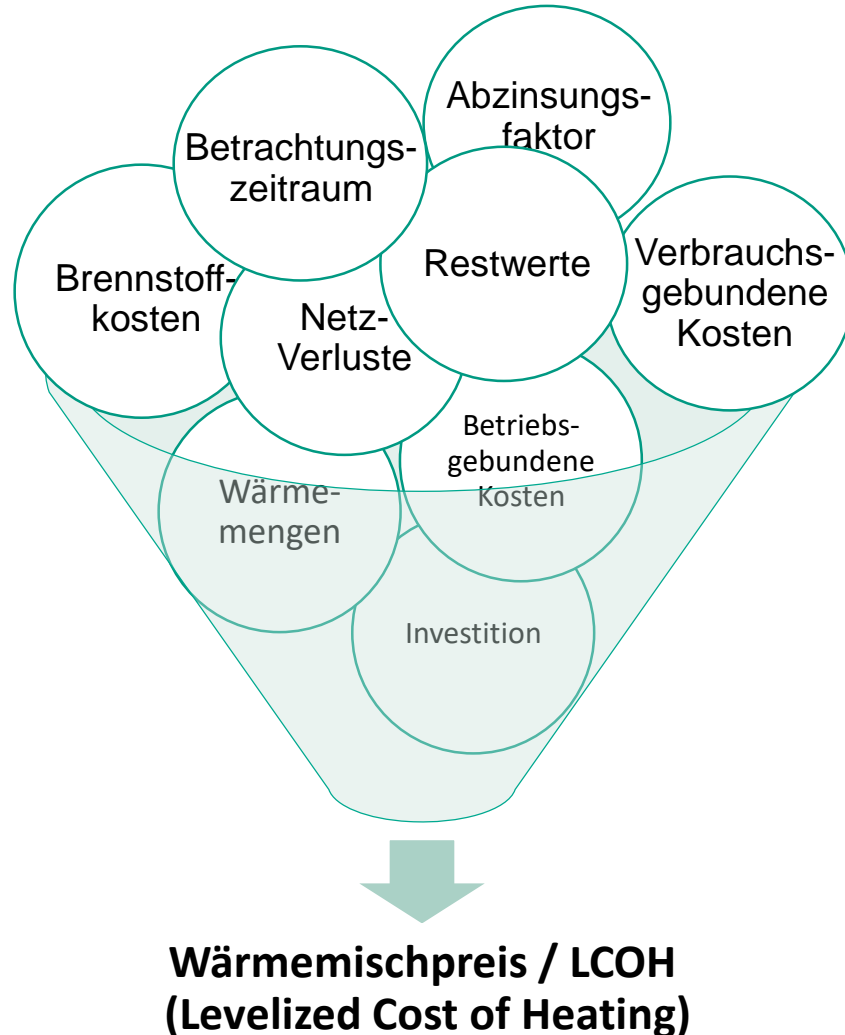 Abzinsungs-
faktor
Betrachtungs-
zeitraum
Restwerte
Verbrauchs-
gebundene
Kosten
Brennstoff-
kosten
Netz-
Verluste
Betriebs-
gebundene
Kosten
Wärme-
mengen
Investition
Wärmemischpreis / LCOH
(Levelized Cost of Heating)